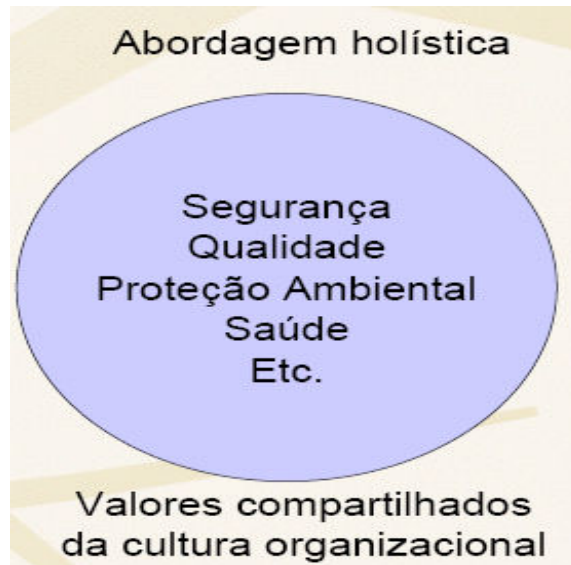 Abordagem holística
Segurança
Qualidade
Proteção Ambiental
Saúde
Etc.
Valores compartilhados
da cultura organizacional